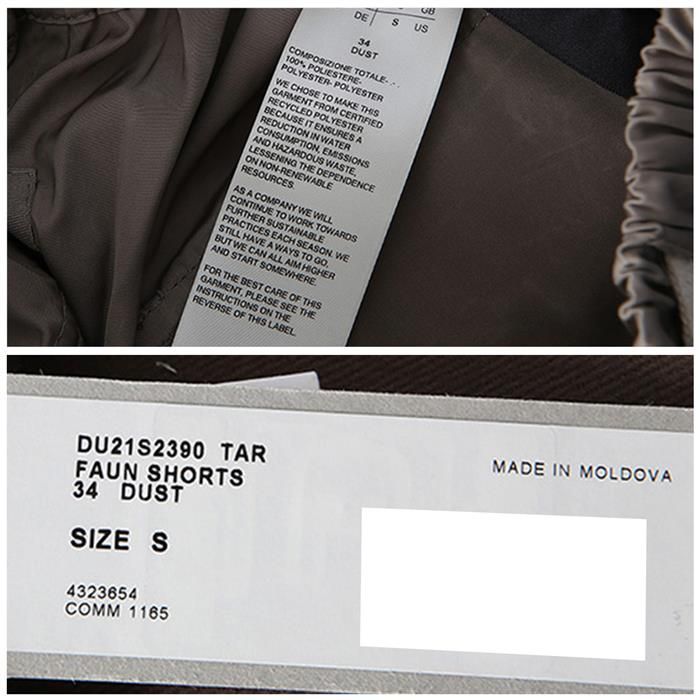 GB
DE S US
34
DUST
COMPOSIZIONE TOTALE-.-.
100% POLIESTERE-
POLYESTER- POLYESTER
WE CHOSE TO MAKE THIS
GARMENT FROM CERTIFIED
RECYCLED POLYESTER
BECAUSE IT ENSURES A
REDUCTION IN WATER
CONSUMPTION, EMISSIONS
AND HAZARDOUS WASTE,
LESSENING THE DEPENDENCE
ON NON-RENEWABLE
RESOURCES.
AS A COMPANY WE WILL
CONTINUE TO WORK TOWARDS
FURTHER SUSTAINABLE
PRACTICES EACH SEASON. WE
STILL HAVE A WAYS TO GO,
BUT WE CAN ALL AIM HIGHER
AND START SOMEWHERE.
FOR THE BEST CARE OF THIS
GARMENT, PLEASE SEE THE
INSTRUCTIONS ON THE
REVERSE OF THIS LABEL.
DU21S2390 TAR
FAUN SHORTS
34 DUST
MADE IN MOLDOVA
SIZE S
4323654
COMM 1165